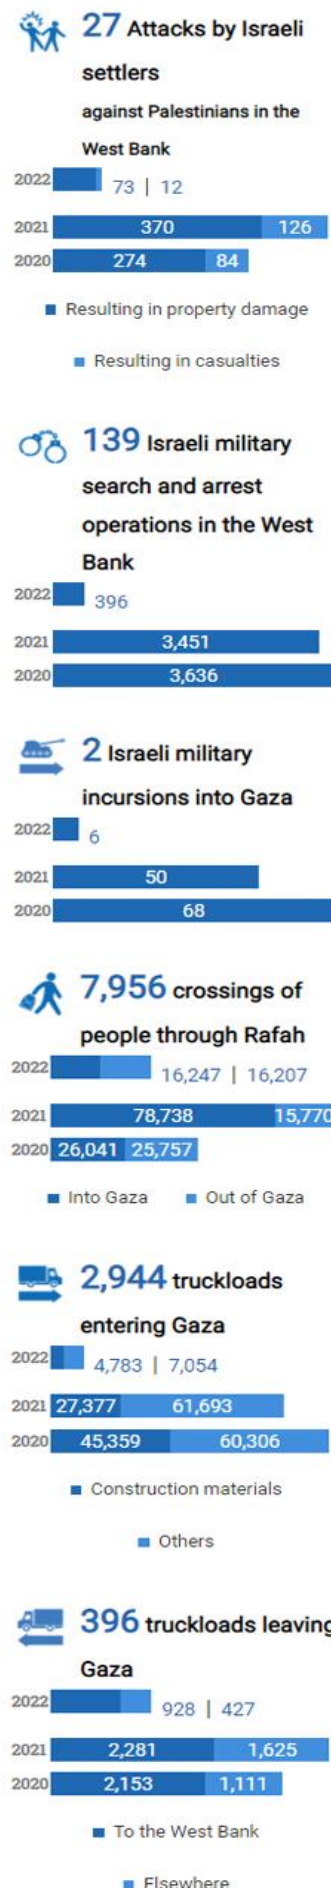 27 Attacks by Israeli
settlers
against Palestinians in the
West Bank
2022 73 | 12
2021 370 126
2020 274 84
Resulting in property damage
Resulting in casualties
139 Israeli military
search and arrest
operations in the West
Bank
2022 396
2021 3,451
2020 3,636
2 Israeli military
incursions into Gaza
2022 6
2021 50
2020 68
7,956 crossings of
people through Rafah
2022 16,247 | 16,207
2021 78,738 15,770
2020 26,041 25,757
Into Gaza Out of Gaza
2,944 truckloads
entering Gaza
2022 4,783 | 7,054
2021 27,377 61,693
2020 45,359 60,306
Construction materials
Others
396 truckloads leaving
Gaza
2022 928 | 427
2021 2,281 1,625
2020 2,153 1,111
To the West Bank
Elsewhere